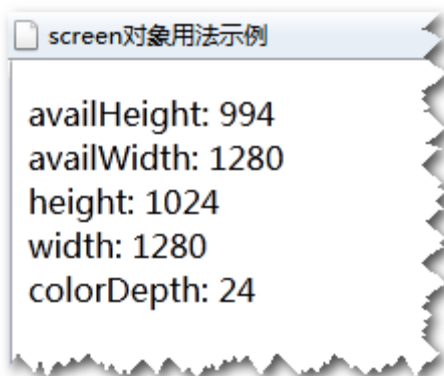 screen对象用法示例
availHeight: 994
availWidth: 1280
height: 1024
width: 1280
colorDepth: 24